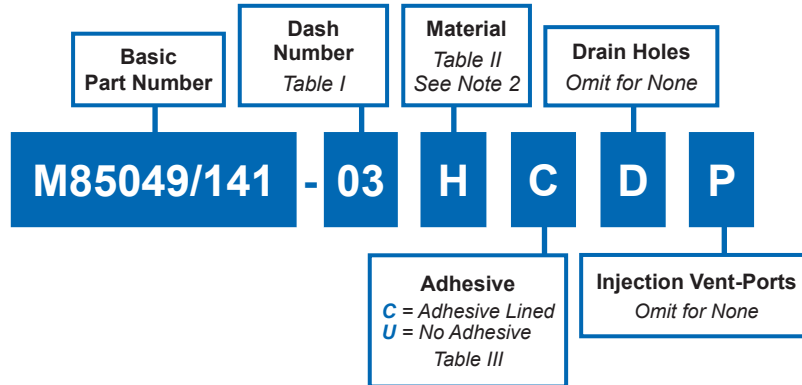 Basic
Part Number
Dash
Number
Table I
Material
Table II
See Note 2
Drain Holes
Omit for None
M85049/141 - 03 H C D P
Adhesive
C = Adhesive Lined
U = No Adhesive
Table III
Injection Vent-Ports
Omit for None